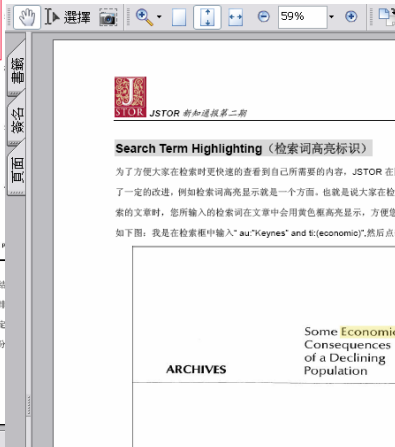 選擇
59%
書籤
簽名
頁面
JSTOR
JSTOR 新知通报第二期
Search Term Highlighting（检索词高亮标识）
为了方便大家在检索时更快速的查看到自己所需要的内容，JSTOR 在
了一定的改进，例如检索词高亮显示就是一个方面。也就是说大家在检
索的文章时，您所输入的检索词在文章中会用黄色框高亮显示，方便您
如下图：我是在检索框中输入“ au:"Keynes" and ti:(economic)",然后点
Some Economic
Consequences
of a Declining
Population
ARCHIVES